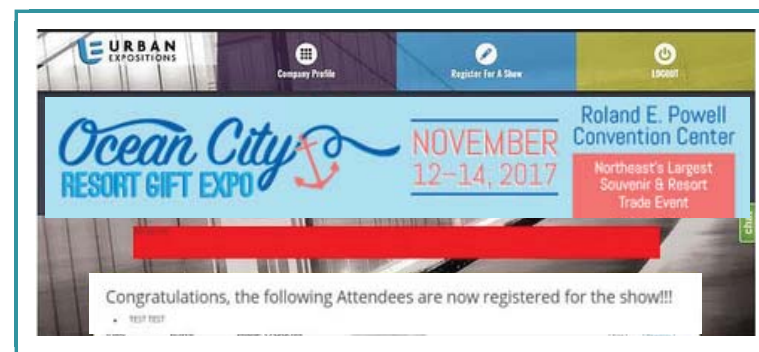 URBAN
EXPOSITIONS
Company Profile
Register For A Show
LOGOUT
Ocean City
RESORT GIFT EXPO
NOVEMBER
12–14, 2017
Roland E. Powell
Convention Center
Northeast's Largest
Souvenir & Resort
Trade Event
Congratulations, the following Attendees are now registered for the show!!!
• TEST TEST